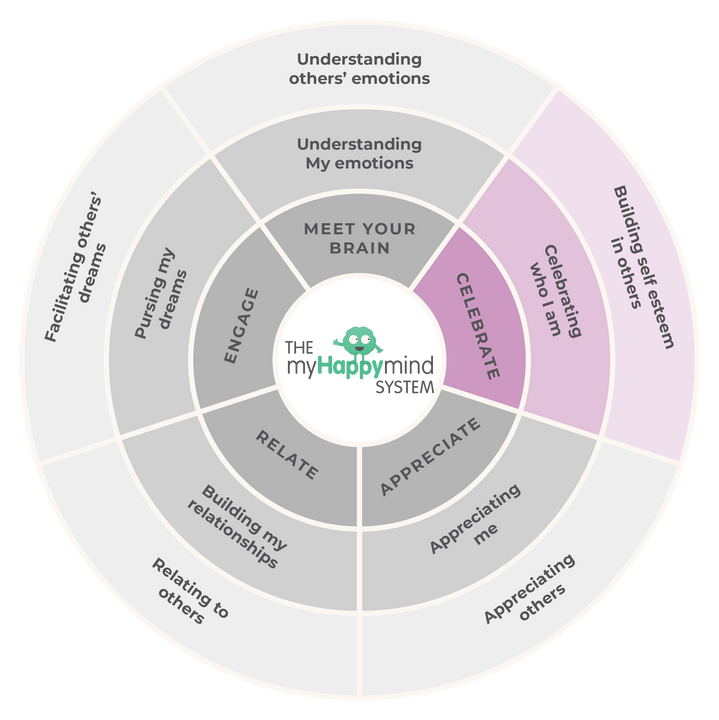 Understanding
others’ emotions
Understanding
My emotions
MEET YOUR
BRAIN
Building self esteem
in others
Celebrating
who I am
CELEBRATE
Appreciating
others
Appreciating
me
APPRECIATE
Relating to
others
Building my
relationships
RELATE
Facilitating others’
dreams
Pursing my
dreams
ENGAGE
THE
myHappymind
SYSTEM